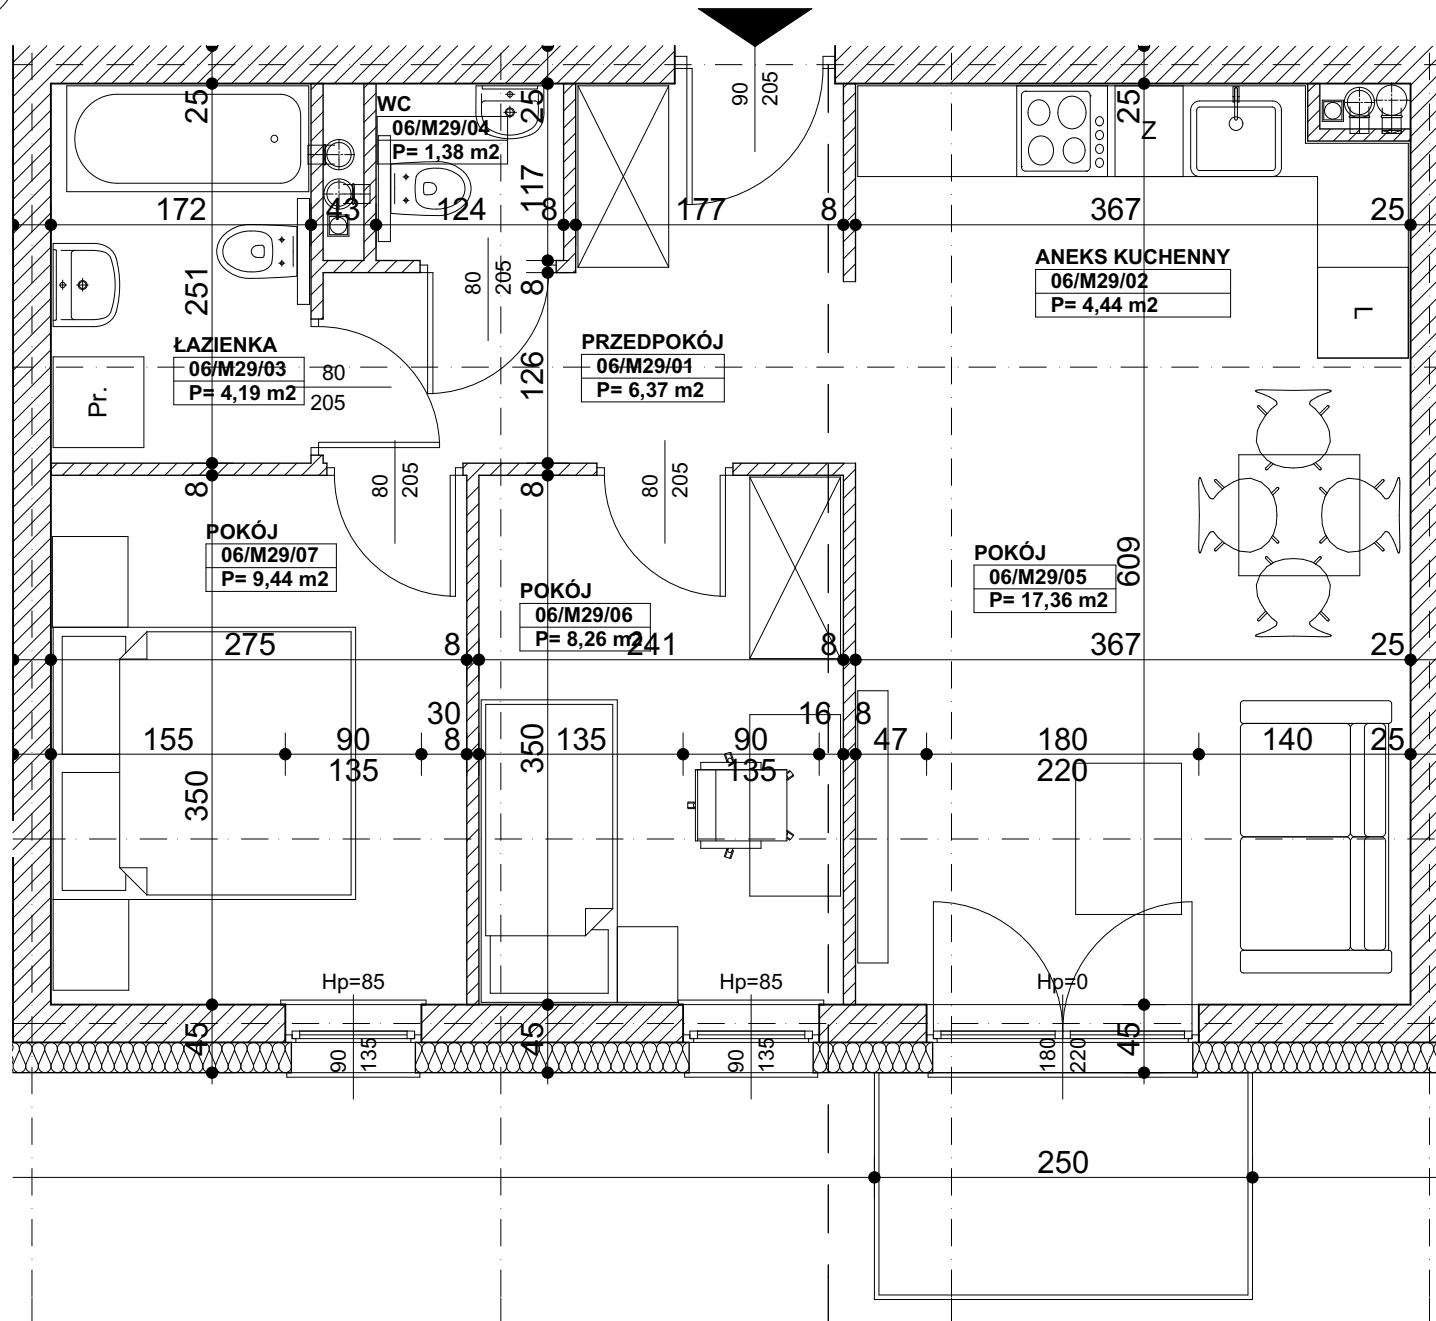 90
205
25
WC
06/M29/04
P= 1,38 m2
25
117
25
Z
172
43
124
8
177
8
367
25
251
80
205
8
ANEKS KUCHENNY
06/M29/02
P= 4,44 m2
L
ŁAZIENKA
06/M29/03
P= 4,19 m2
80
205
126
PRZEDPOKÓJ
06/M29/01
P= 6,37 m2
Pr.
8
80
205
8
80
205
POKÓJ
06/M29/07
P= 9,44 m2
POKÓJ
06/M29/06
P= 8,26 m2
609
POKÓJ
06/M29/05
P= 17,36 m2
275
8
241
8
367
25
155
90
135
30
8
350
350
135
90
135
16
8
47
180
220
140
25
Hp=85
Hp=85
Hp=0
45
90
135
45
90
135
180
220
45
250